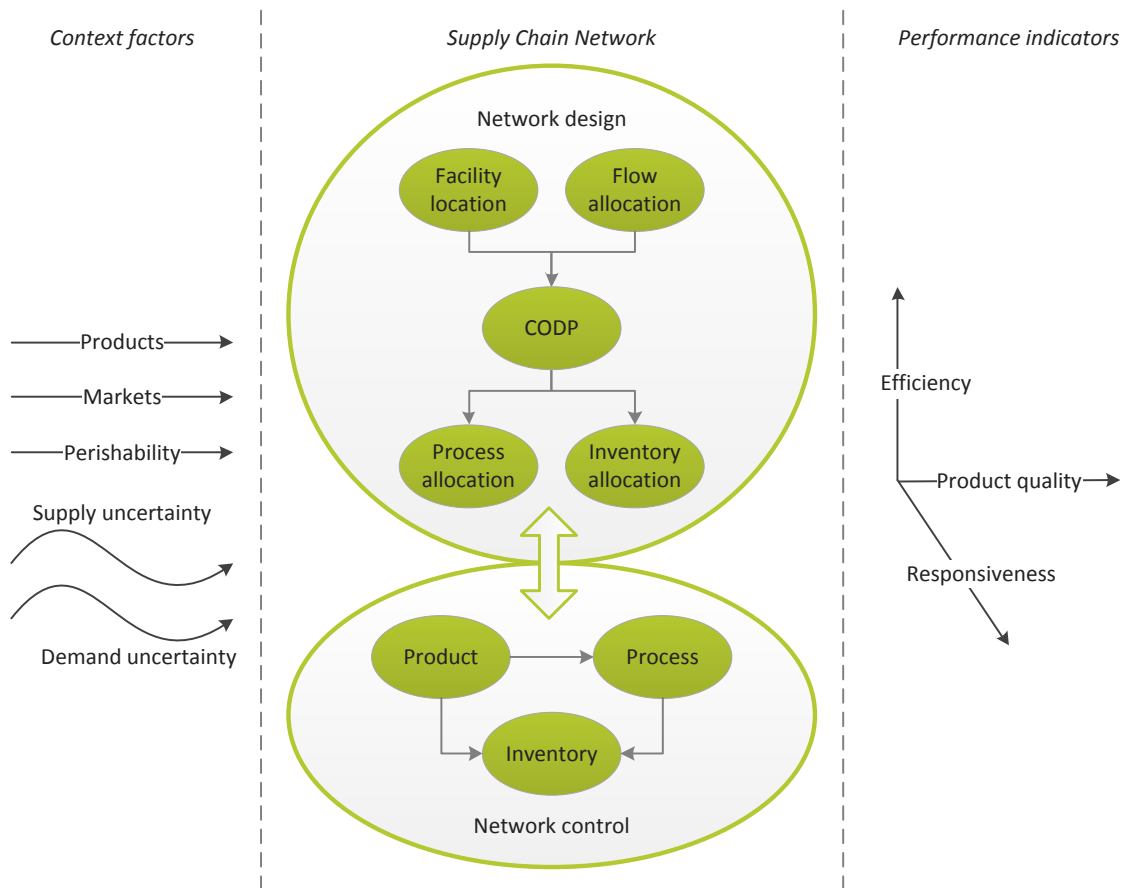 Context factors
Supply Chain Network
Performance indicators
Network design
Facility
location
Flow
allocation
CODP
Process
allocation
Inventory
allocation
Products
Markets
Perishability
Supply uncertainty
Demand uncertainty
Efficiency
Product quality
Responsiveness
Product
Process
Inventory
Network control